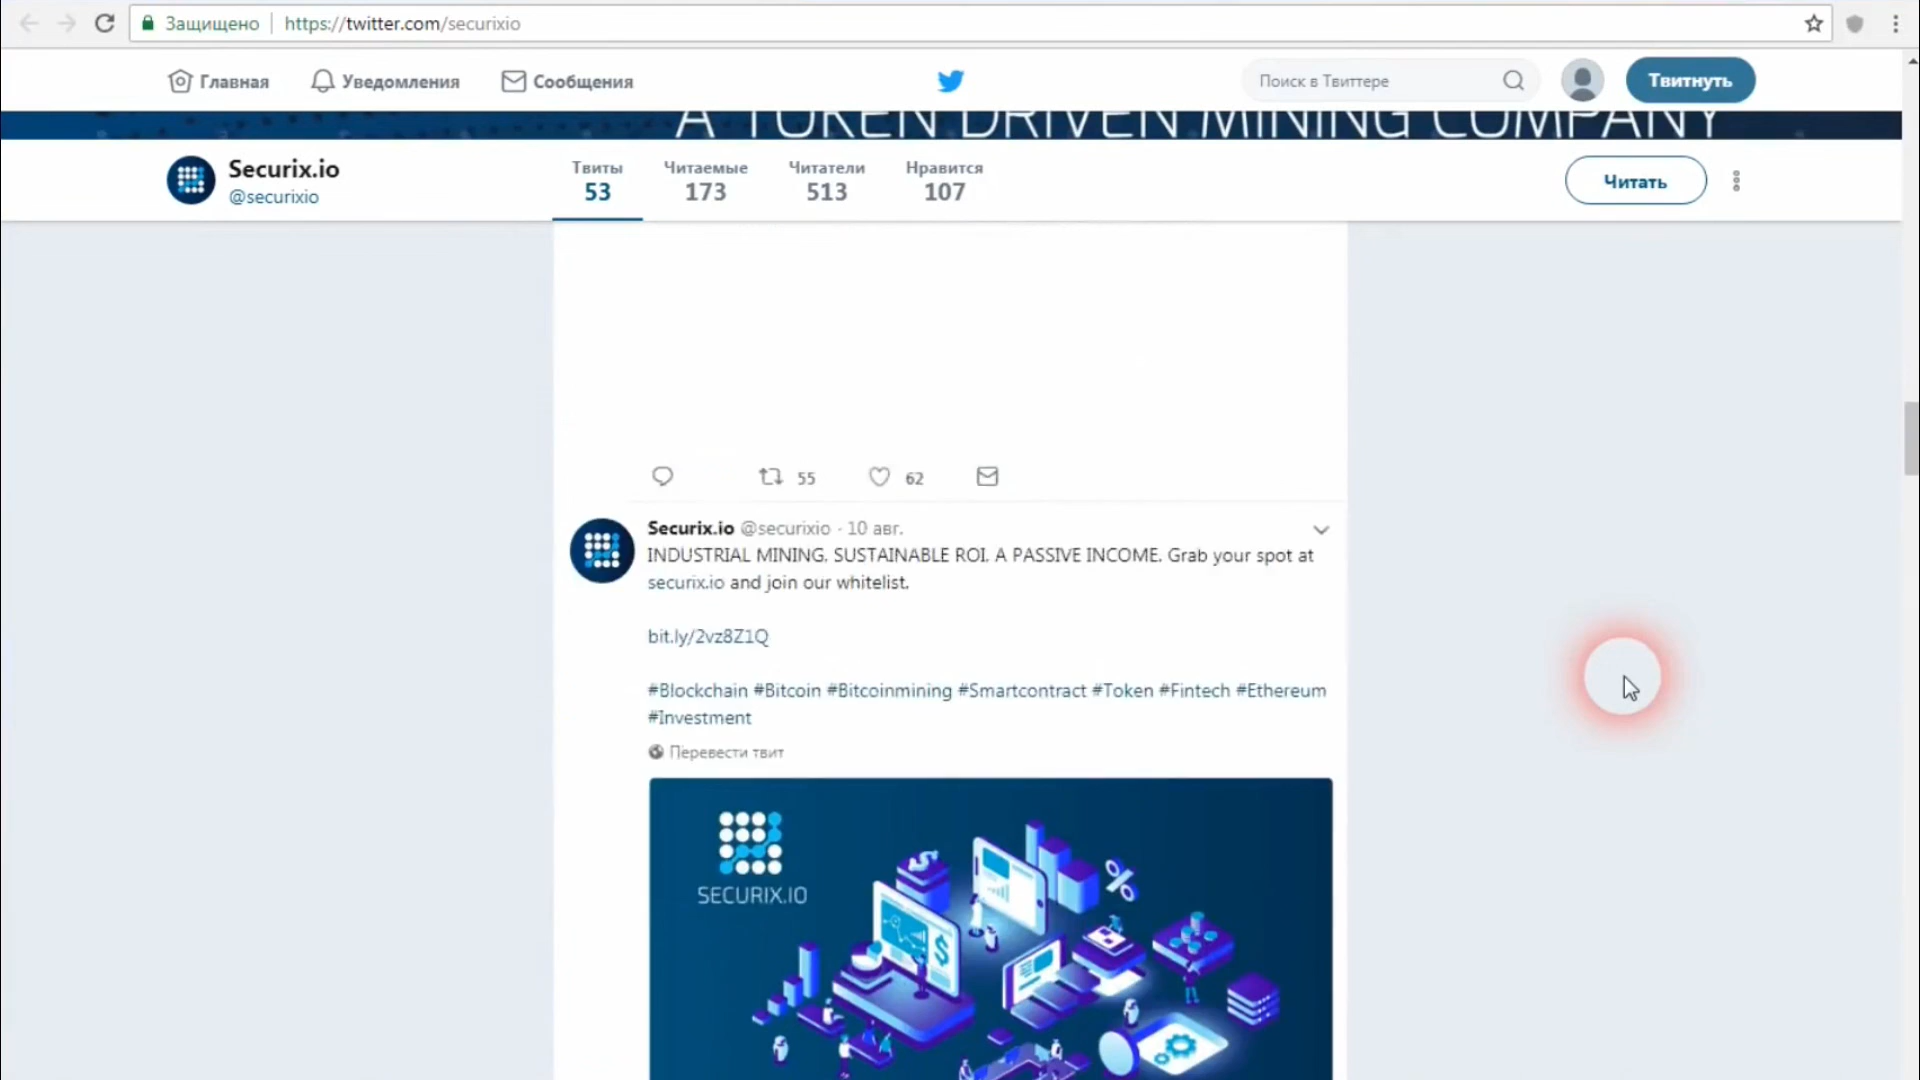 Защищено https://twitter.com/securixio
Главная Уведомления Сообщения Поиск в Твиттере Твитнуть
A TOKEN DRIVEN MINING COMPANY
Securix.io
@securixio
Твиты Читаемые Читатели Нравится
53 173 513 107
Читать
55 62
Securix.io @securixio · 10 авг.
INDUSTRIAL MINING, SUSTAINABLE ROI. A PASSIVE INCOME. Grab your spot at
securix.io and join our whitelist.
bit.ly/2vz8Z1Q
#Blockchain #Bitcoin #Bitcoinmining #Smartcontract #Token #Fintech #Ethereum
#Investment
Перевести твит
SECURIX.IO